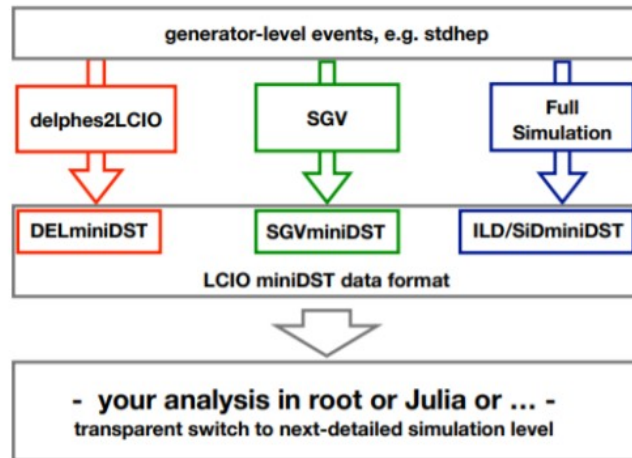 generator-level events, e.g. stdhep
delphes2LCIO
SGV
Full
Simulation
DELminiDST
SGVminiDST
ILD/SiDminiDST
LCIO miniDST data format
- your analysis in root or Julia or ... -
transparent switch to next-detailed simulation level